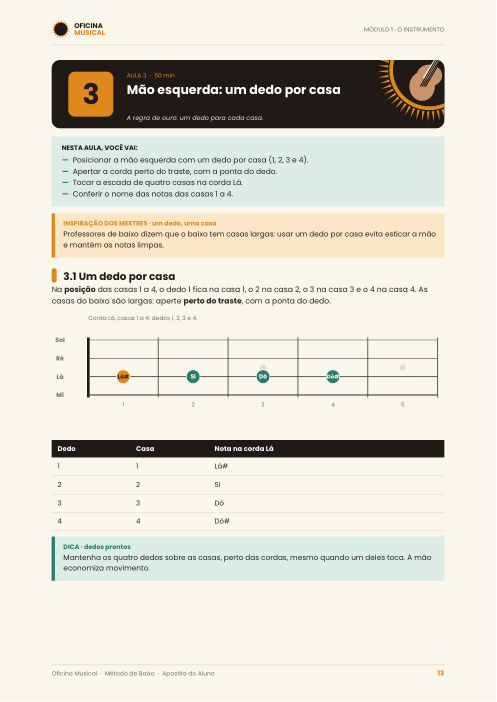 OFICINA
MUSICAL
MÓDULO 1 · O INSTRUMENTO
3
AULA 3 · 50 min
Mão esquerda: um dedo por casa
A regra de ouro: um dedo para cada casa.
NESTA AULA, VOCÊ VAI:
— Posicionar a mão esquerda com um dedo por casa (1, 2, 3 e 4).
— Apertar a corda perto do traste, com a ponta do dedo.
— Tocar a escada de quatro casas na corda Lá.
— Conferir o nome das notas das casas 1 a 4.
INSPIRAÇÃO DOS MESTRES · um dedo, uma casa
Professores de baixo dizem que o baixo tem casas largas: usar um dedo por casa evita esticar a mão
e mantém as notas limpas.
3.1 Um dedo por casa
Na posição das casas 1 a 4, o dedo 1 fica na casa 1, o 2 na casa 2, o 3 na casa 3 e o 4 na casa 4. As
casas do baixo são largas: aperte perto do traste, com a ponta do dedo.
Corda Lá, casas 1 a 4: dedos 1, 2, 3 e 4.
Sol
Ré
Lá Lá# Si Dó Dó#
Mi
1 2 3 4 5
Dedo Casa Nota na corda Lá
1 1 Lá#
2 2 Si
3 3 Dó
4 4 Dó#
DICA · dedos prontos
Mantenha os quatro dedos sobre as casas, perto das cordas, mesmo quando um deles toca. A mão
economiza movimento.
Oficina Musical · Método de Baixo · Apostila do Aluno
13